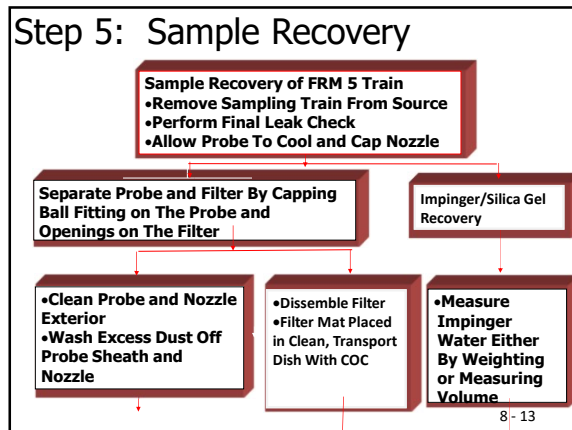 Step 5:  Sample Recovery
Sample Recovery of FRM 5 Train
•Remove Sampling Train From Source
•Perform Final Leak Check
•Allow Probe To Cool and Cap Nozzle
Separate Probe and Filter By Capping
Ball Fitting on The Probe and
Openings on The Filter
Impinger/Silica Gel
Recovery
•Clean Probe and Nozzle
Exterior
•Wash Excess Dust Off
Probe Sheath and
Nozzle
•Dissemble Filter
•Filter Mat Placed
in Clean, Transport
Dish With COC
•Measure
Impinger
Water Either
By Weighting
or Measuring
Volume
8 - 13